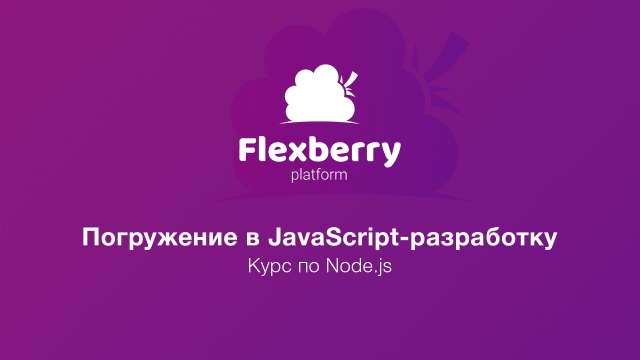 Flexberry
platform
Погружение в JavaScript-разработку
Курс по Node.js